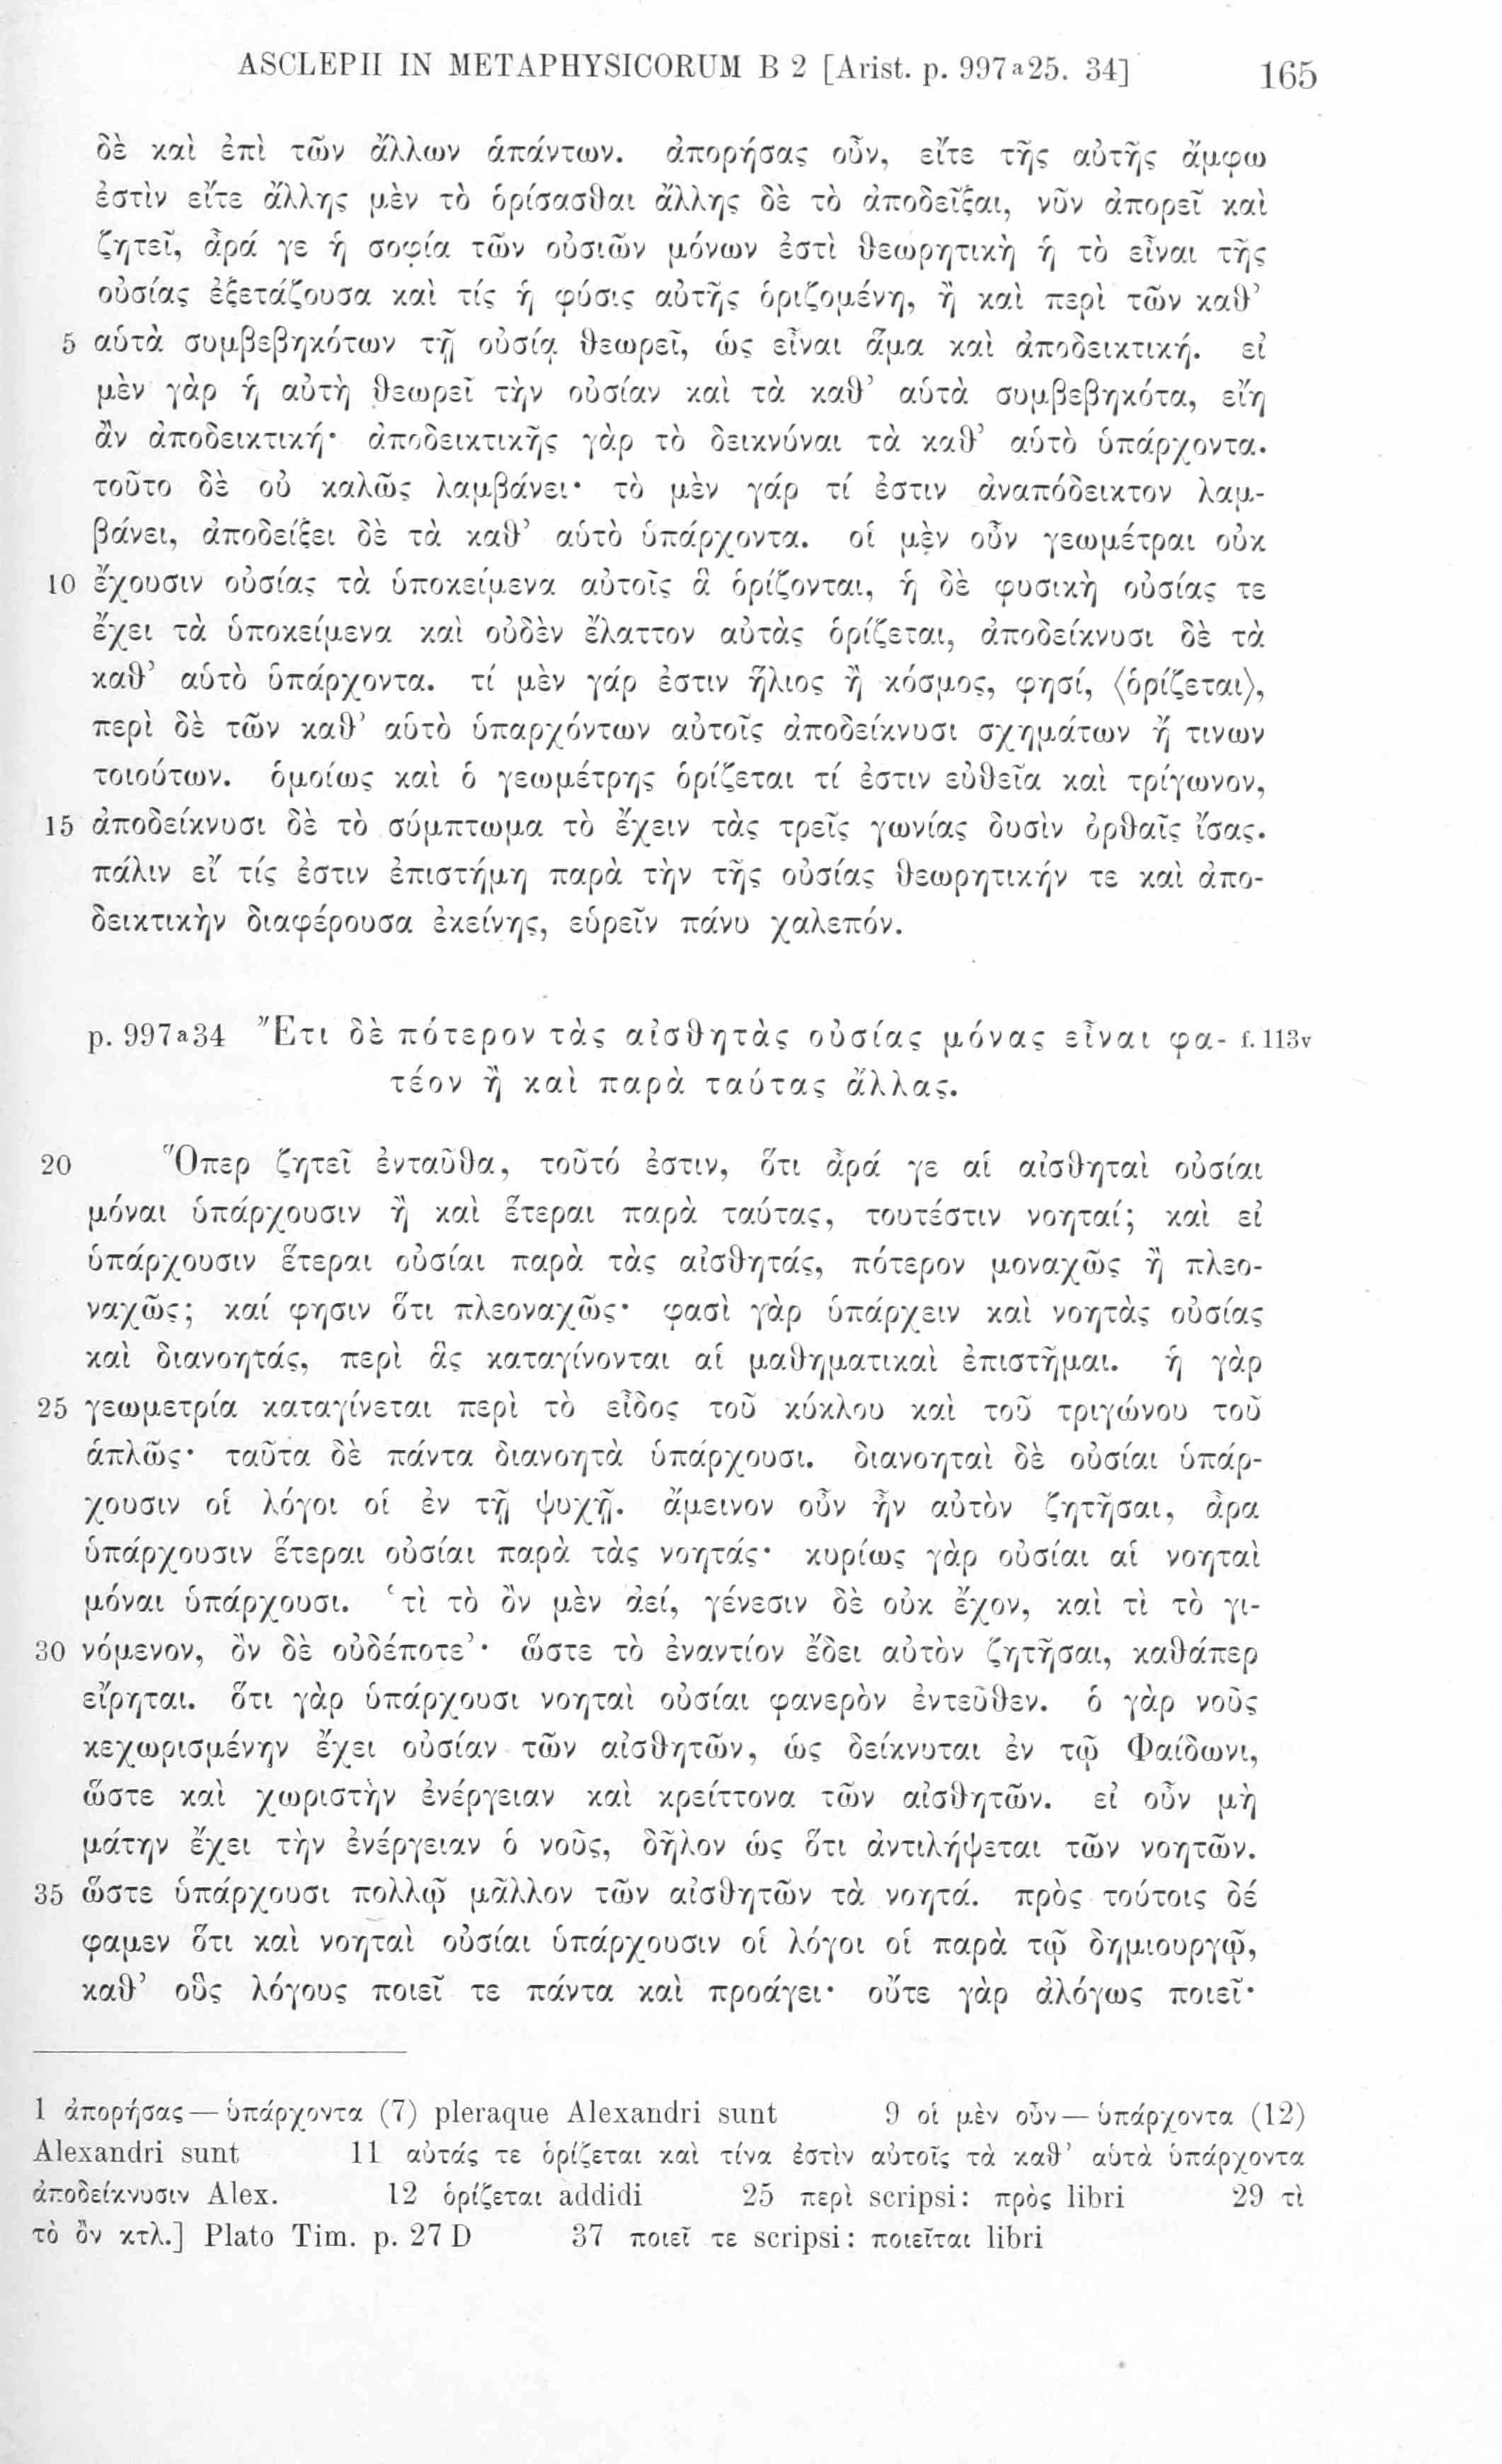 ASCLEPII IN METAPHYSICORUM B 2 [Arist. p. 997ª25. 34] 165
δὲ καὶ ἐπὶ τῶν ἄλλων ἁπάντων. ἀπορήσας οὖν, εἴτε τῆς αὐτῆς ἄμφω
ἐστὶν εἴτε ἄλλης μὲν τὸ ὁρίσασθαι ἄλλης δὲ τὸ ἀποδεῖξαι, νῦν ἀπορεῖ καὶ
ζητεῖ, ἆρά γε ἡ σοφία τῶν οὐσιῶν μόνων ἐστὶ θεωρητικὴ ἡ τὸ εἶναι τῆς
οὐσίας ἐξετάζουσα καὶ τίς ἡ φύσις αὐτῆς ὁριζομένη, ἢ καὶ περὶ τῶν καθ’
5 αὑτὰ συμβεβηκότων τῇ οὐσίᾳ θεωρεῖ, ὡς εἶναι ἅμα καὶ ἀποδεικτική. εἰ
μὲν γὰρ ἡ αὐτὴ θεωρεῖ τὴν οὐσίαν καὶ τὰ καθ’ αὑτὰ συμβεβηκότα, εἴη
ἂν ἀποδεικτική· ἀποδεικτικῆς γὰρ τὸ δεικνύναι τὰ καθ’ αὑτὸ ὑπάρχοντα.
τοῦτο δὲ οὐ καλῶς λαμβάνει· τὸ μὲν γάρ τί ἐστιν ἀναπόδεικτον λαμ-
βάνει, ἀποδείξει δὲ τὰ καθ’ αὑτὸ ὑπάρχοντα. οἱ μὲν οὖν γεωμέτραι οὐκ
10 ἔχουσιν οὐσίας τὰ ὑποκείμενα αὐτοῖς ἃ ὁρίζονται, ἡ δὲ φυσικὴ οὐσίας τε
ἔχει τὰ ὑποκείμενα καὶ οὐδὲν ἔλαττον αὐτὰς ὁρίζεται, ἀποδείκνυσι δὲ τὰ
καθ’ αὑτὸ ὑπάρχοντα. τί μὲν γάρ ἐστιν ἥλιος ἢ κόσμος, φησί, ⟨ὁρίζεται⟩,
περὶ δὲ τῶν καθ’ αὑτὸ ὑπαρχόντων αὐτοῖς ἀποδείκνυσι σχημάτων ἤ τινων
τοιούτων. ὁμοίως καὶ ὁ γεωμέτρης ὁρίζεται τί ἐστιν εὐθεῖα καὶ τρίγωνον,
15 ἀποδείκνυσι δὲ τὸ σύμπτωμα τὸ ἔχειν τὰς τρεῖς γωνίας δυσὶν ὀρθαῖς ἴσας.
πάλιν εἴ τίς ἐστιν ἐπιστήμη παρὰ τὴν τῆς οὐσίας θεωρητικήν τε καὶ ἀπο-
δεικτικὴν διαφέρουσα ἐκείνης, εὑρεῖν πάνυ χαλεπόν.
p. 997ª34 Ἔτι δὲ πότερον τὰς αἰσθητὰς οὐσίας μόνας εἶναι φα- f. 113v
τέον ἢ καὶ παρὰ ταύτας ἄλλας.
20 Ὅπερ ζητεῖ ἐνταῦθα, τοῦτό ἐστιν, ὅτι ἆρά γε αἱ αἰσθηταὶ οὐσίαι
μόναι ὑπάρχουσιν ἢ καὶ ἕτεραι παρὰ ταύτας, τουτέστιν νοηταί; καὶ εἰ
ὑπάρχουσιν ἕτεραι οὐσίαι παρὰ τὰς αἰσθητάς, πότερον μοναχῶς ἢ πλεο-
ναχῶς; καί φησιν ὅτι πλεοναχῶς· φασὶ γὰρ ὑπάρχειν καὶ νοητὰς οὐσίας
καὶ διανοητάς, περὶ ἃς καταγίνονται αἱ μαθηματικαὶ ἐπιστῆμαι. ἡ γὰρ
25 γεωμετρία καταγίνεται περὶ τὸ εἶδος τοῦ κύκλου καὶ τοῦ τριγώνου τοῦ
ἁπλῶς· ταῦτα δὲ πάντα διανοητὰ ὑπάρχουσι. διανοηταὶ δὲ οὐσίαι ὑπάρ-
χουσιν οἱ λόγοι οἱ ἐν τῇ ψυχῇ. ἄμεινον οὖν ἦν αὐτὸν ζητῆσαι, ἆρα
ὑπάρχουσιν ἕτεραι οὐσίαι παρὰ τὰς νοητάς· κυρίως γὰρ οὐσίαι αἱ νοηταὶ
μόναι ὑπάρχουσι. ‘τὶ τὸ ὂν μὲν ἀεί, γένεσιν δὲ οὐκ ἔχον, καὶ τὶ τὸ γι-
30 νόμενον, ὂν δὲ οὐδέποτε’· ὥστε τὸ ἐναντίον ἔδει αὐτὸν ζητῆσαι, καθάπερ
εἴρηται. ὅτι γὰρ ὑπάρχουσι νοηταὶ οὐσίαι φανερὸν ἐντεῦθεν. ὁ γὰρ νοῦς
κεχωρισμένην ἔχει οὐσίαν τῶν αἰσθητῶν, ὡς δείκνυται ἐν τῷ Φαίδωνι,
ὥστε καὶ χωριστὴν ἐνέργειαν καὶ κρείττονα τῶν αἰσθητῶν. εἰ οὖν μὴ
μάτην ἔχει τὴν ἐνέργειαν ὁ νοῦς, δῆλον ὡς ὅτι ἀντιλήψεται τῶν νοητῶν.
35 ὥστε ὑπάρχουσι πολλῷ μᾶλλον τῶν αἰσθητῶν τὰ νοητά. πρὸς τούτοις δέ
φαμεν ὅτι καὶ νοηταὶ οὐσίαι ὑπάρχουσιν οἱ λόγοι οἱ παρὰ τῷ δημιουργῷ,
καθ’ οὓς λόγους ποιεῖ τε πάντα καὶ προάγει· οὔτε γὰρ ἀλόγως ποιεῖ·
1 ἀπορήσας — ὑπάρχοντα (7) pleraque Alexandri sunt 9 οἱ μὲν οὖν — ὑπάρχοντα (12)
Alexandri sunt 11 αὐτάς τε ὁρίζεται καὶ τίνα ἐστὶν αὐτοῖς τὰ καθ’ αὑτὰ ὑπάρχοντα
ἀποδείκνυσιν Alex. 12 ὁρίζεται addidi 25 περὶ scripsi: πρὸς libri 29 τὶ
τὸ ὂν κτλ.] Plato Tim. p. 27 D 37 ποιεῖ τε scripsi: ποιεῖται libri